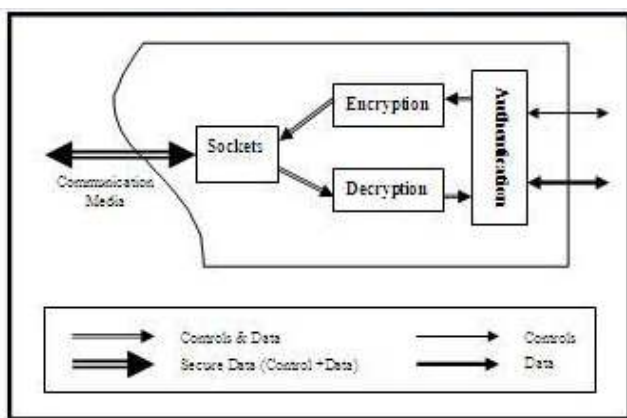 Encryption
Authentication
Sockets
Decryption
Communication
Media
Controls & Data
Controls
Secure Data (Control +Data)
Data